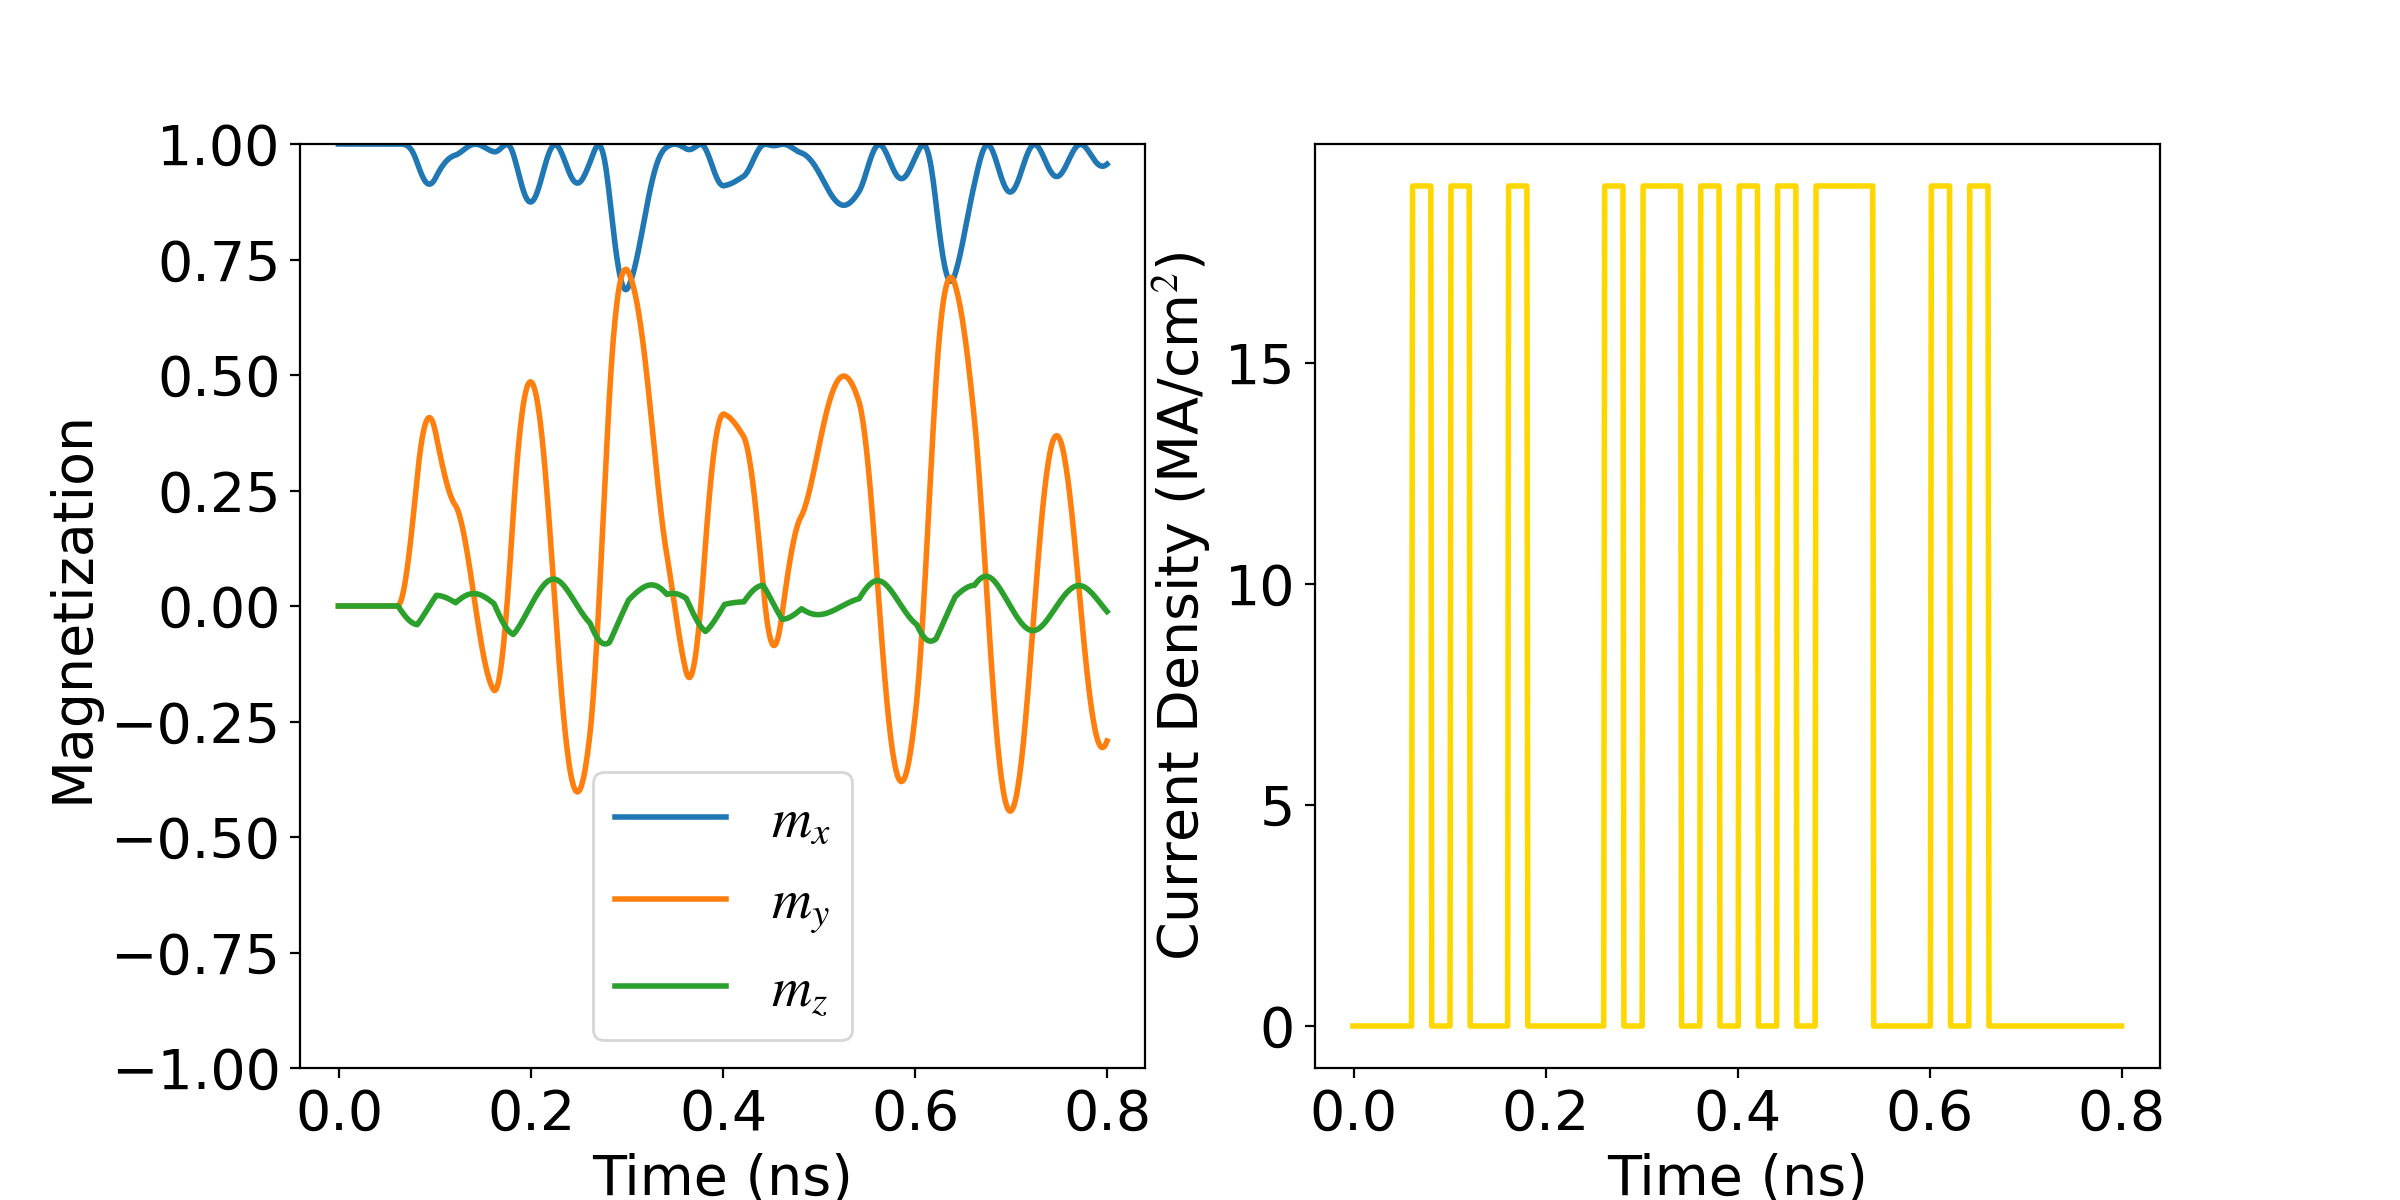 1.00
0.75
0.50
0.25
0.00
−0.25
−0.50
−0.75
−1.00
Magnetization
0.0 0.2 0.4 0.6 0.8
Time (ns)
m_x
m_y
m_z
Current Density (MA/cm²)
15
10
5
0
0.0 0.2 0.4 0.6 0.8
Time (ns)